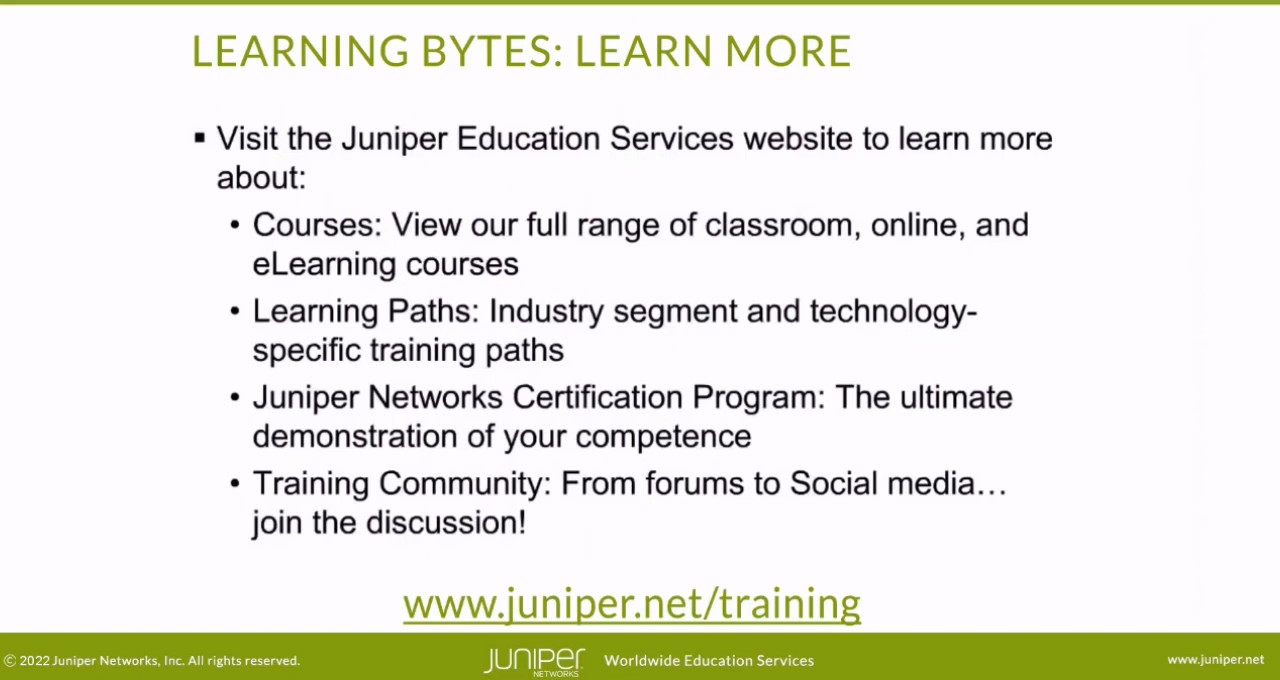 LEARNING BYTES: LEARN MORE
▪ Visit the Juniper Education Services website to learn more
about:
• Courses: View our full range of classroom, online, and
eLearning courses
• Learning Paths: Industry segment and technology-
specific training paths
• Juniper Networks Certification Program: The ultimate
demonstration of your competence
• Training Community: From forums to Social media…
join the discussion!
www.juniper.net/training
© 2022 Juniper Networks, Inc. All rights reserved.
JUNIPER
NETWORKS
Worldwide Education Services
www.juniper.net